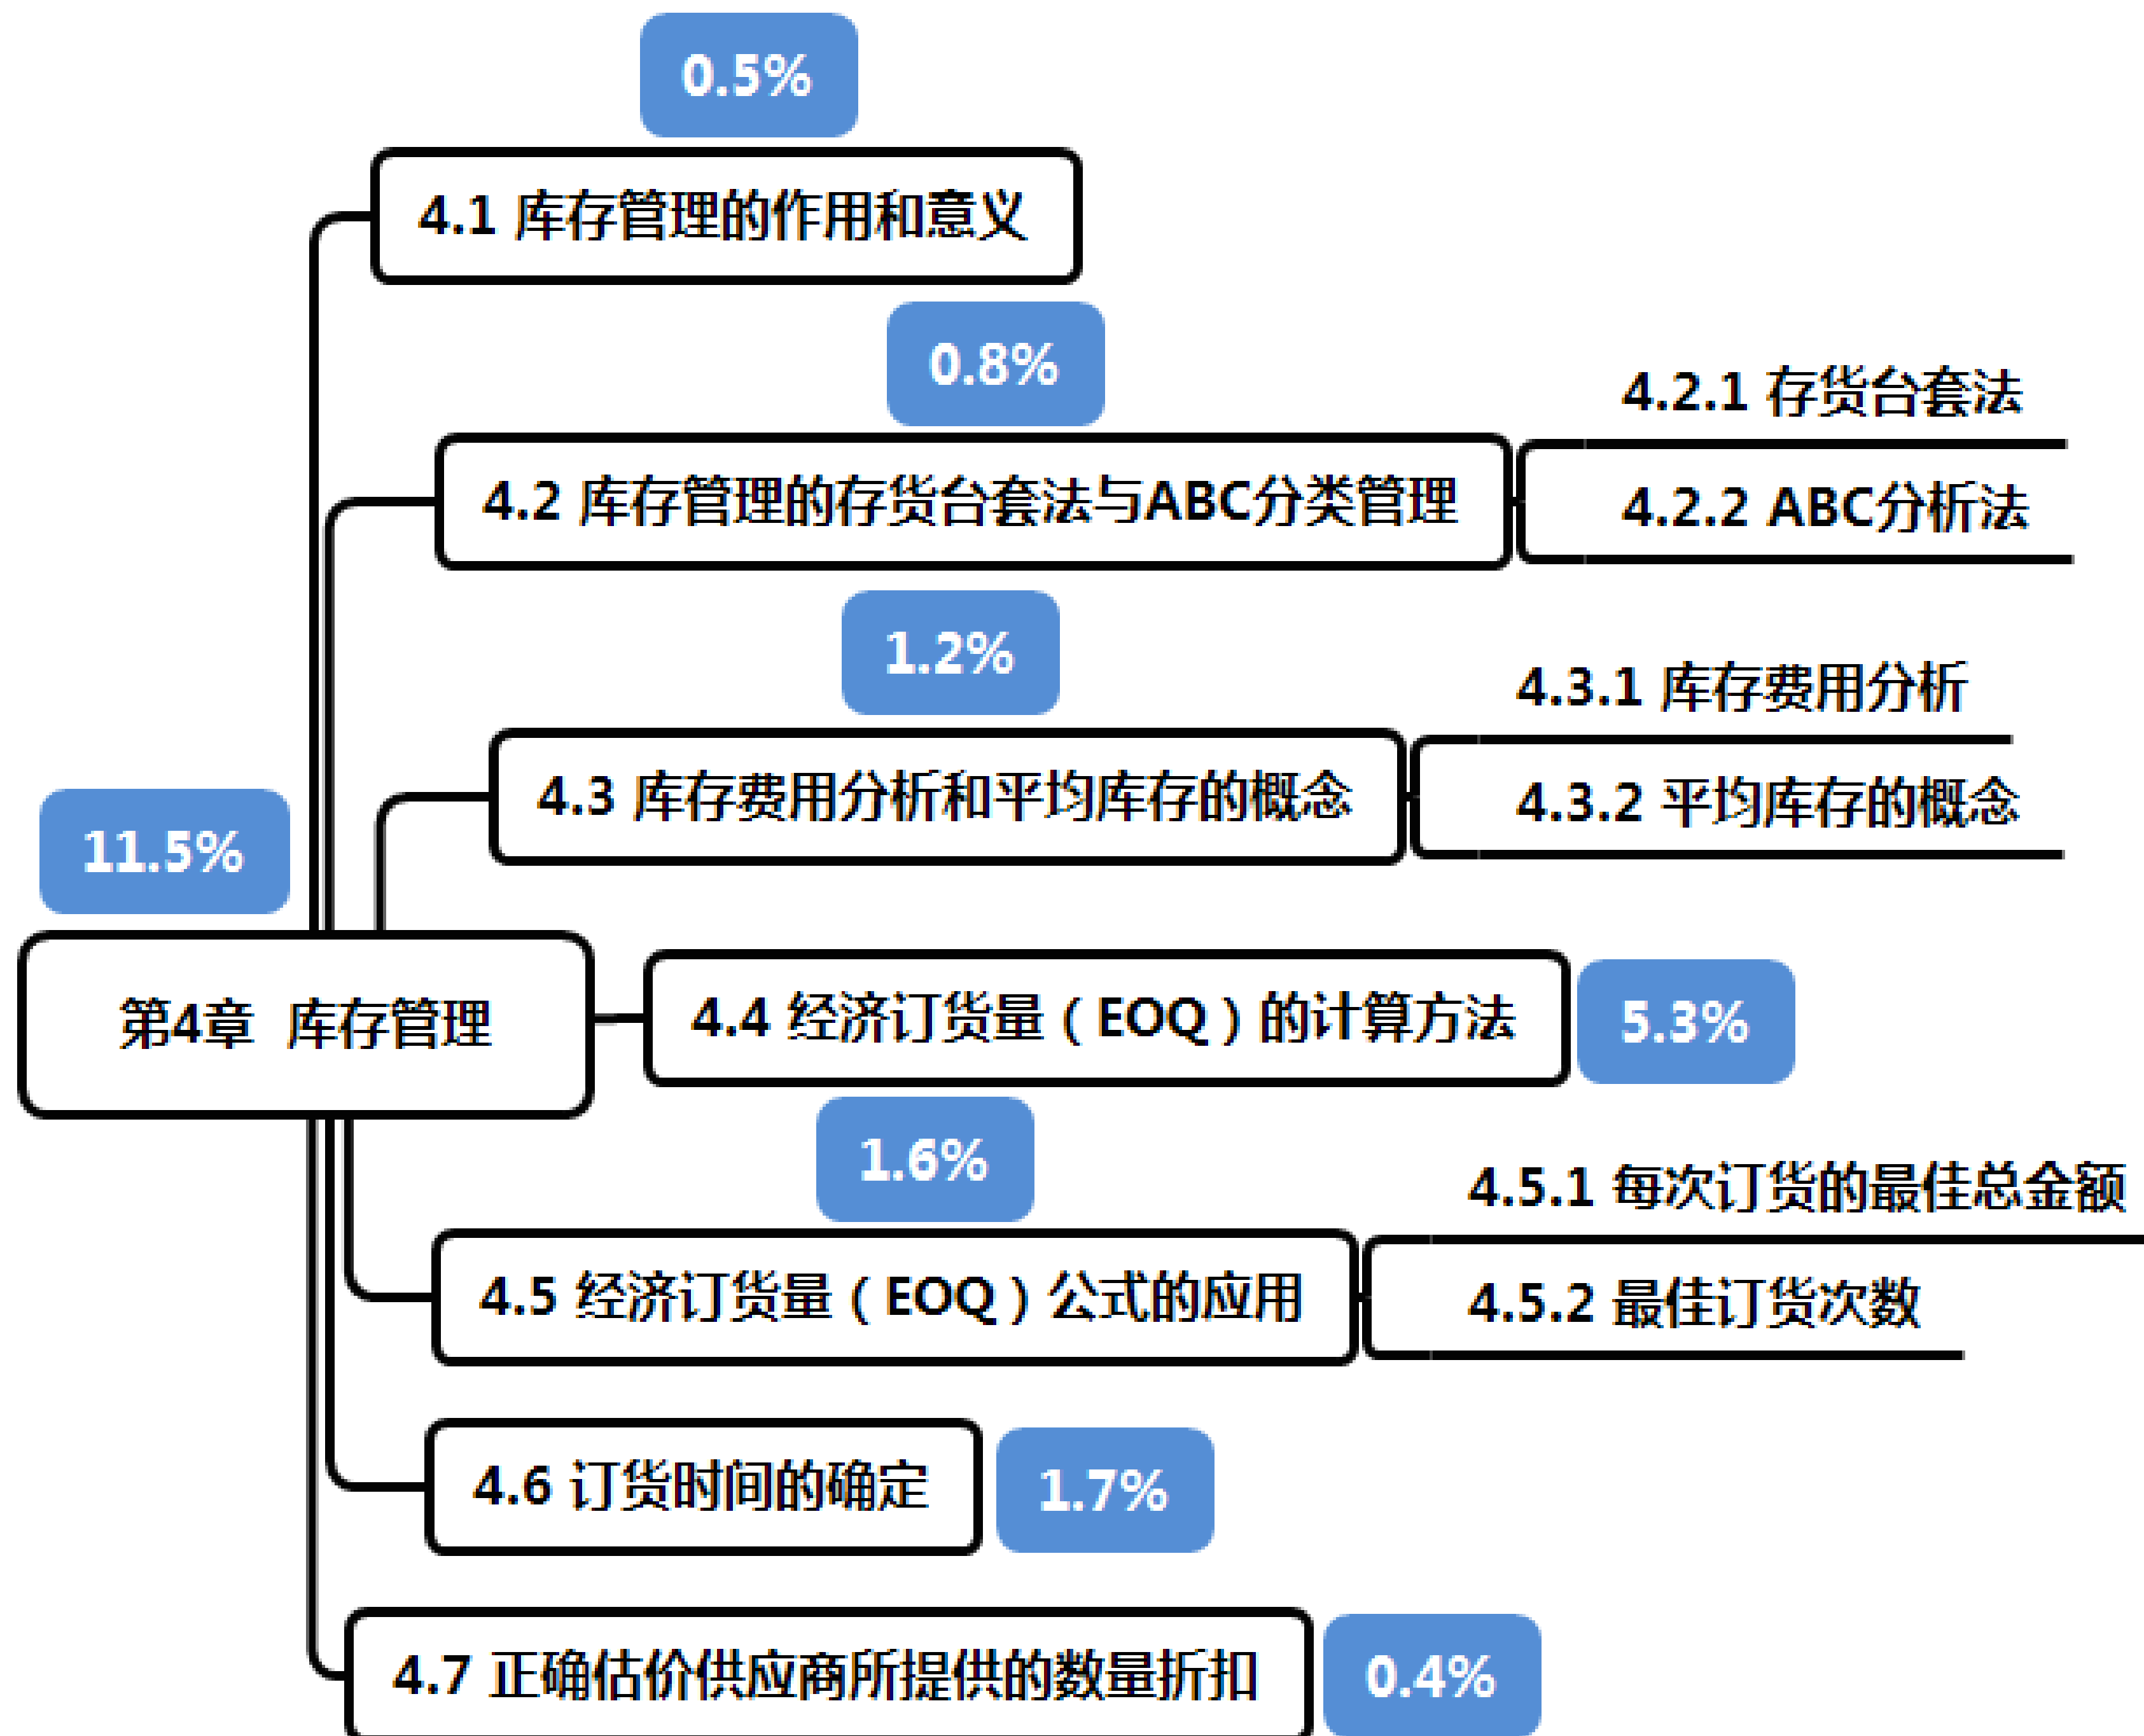 0.5%
4.1 库存管理的作用和意义
0.8%
4.2 库存管理的存货台套法与ABC分类管理
4.2.1 存货台套法
4.2.2 ABC分析法
1.2%
4.3 库存费用分析和平均库存的概念
4.3.1 库存费用分析
4.3.2 平均库存的概念
11.5%
第4章 库存管理
4.4 经济订货量（EOQ）的计算方法
5.3%
1.6%
4.5 经济订货量（EOQ）公式的应用
4.5.1 每次订货的最佳总金额
4.5.2 最佳订货次数
4.6 订货时间的确定
1.7%
4.7 正确估价供应商所提供的数量折扣
0.4%